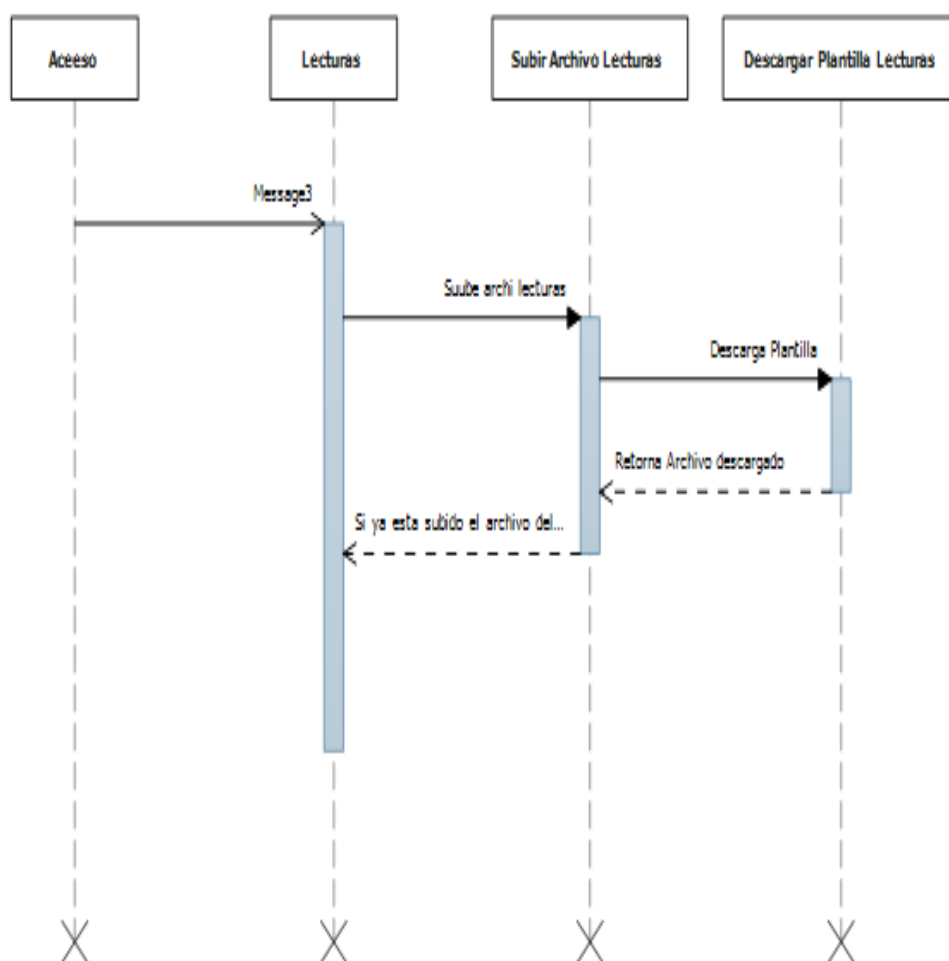 Aceeso
Lecturas
Subir Archivo Lecturas
Descargar Plantilla Lecturas
Message3
Suube archi lecturas
Descarga Plantilla
Retorna Archivo descargado
Si ya esta subido el archivo del...